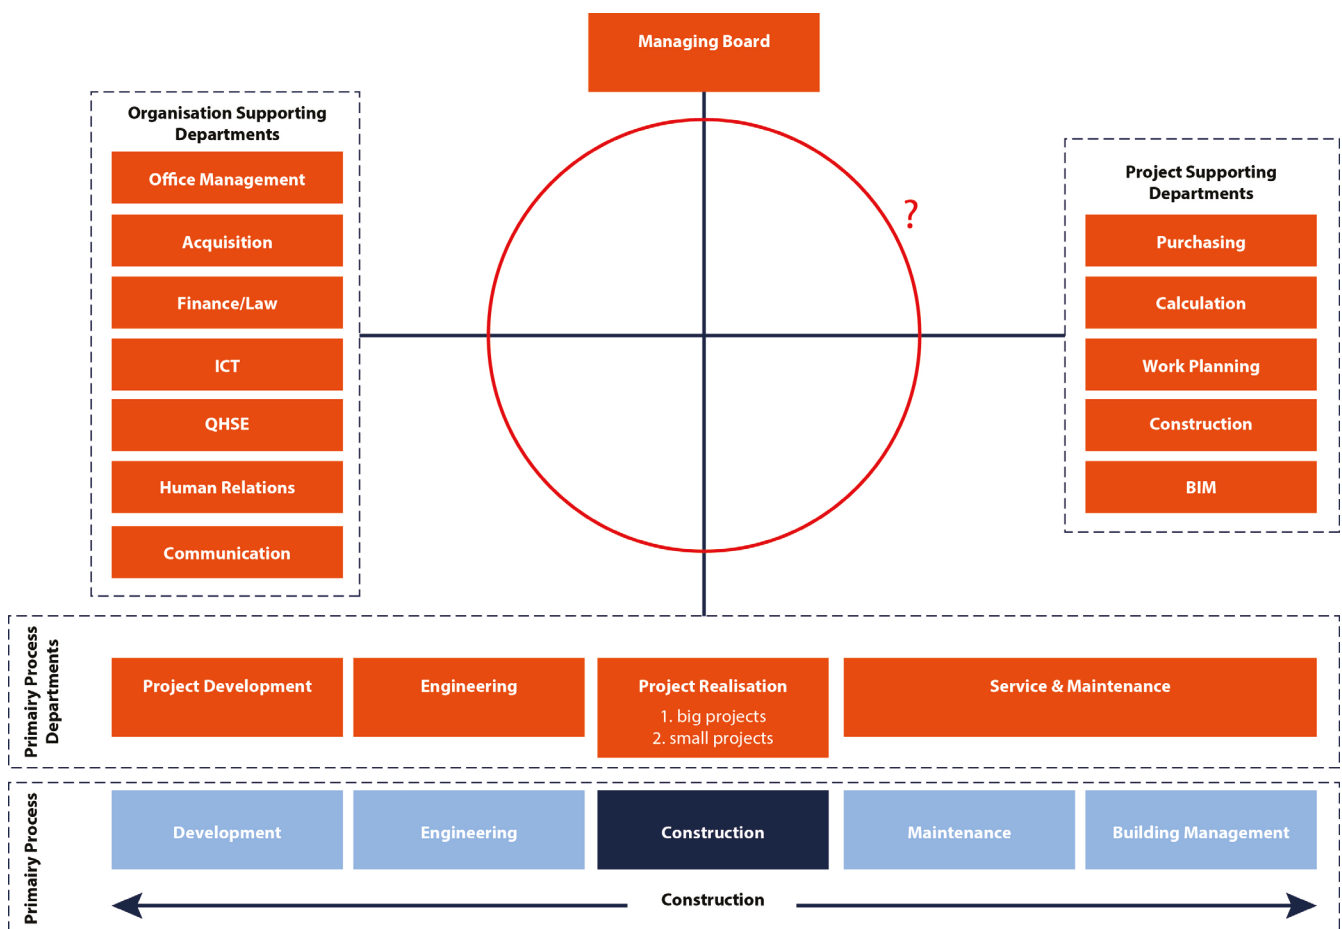 Managing Board
Organisation Supporting
Departments
Office Management
Acquisition
Finance/Law
ICT
QHSE
Human Relations
Communication
?
Project Supporting
Departments
Purchasing
Calculation
Work Planning
Construction
BIM
Primairy Process
Departments
Project Development
Engineering
Project Realisation
1. big projects
2. small projects
Service & Maintenance
Primairy Process
Development
Engineering
Construction
Maintenance
Building Management
Construction